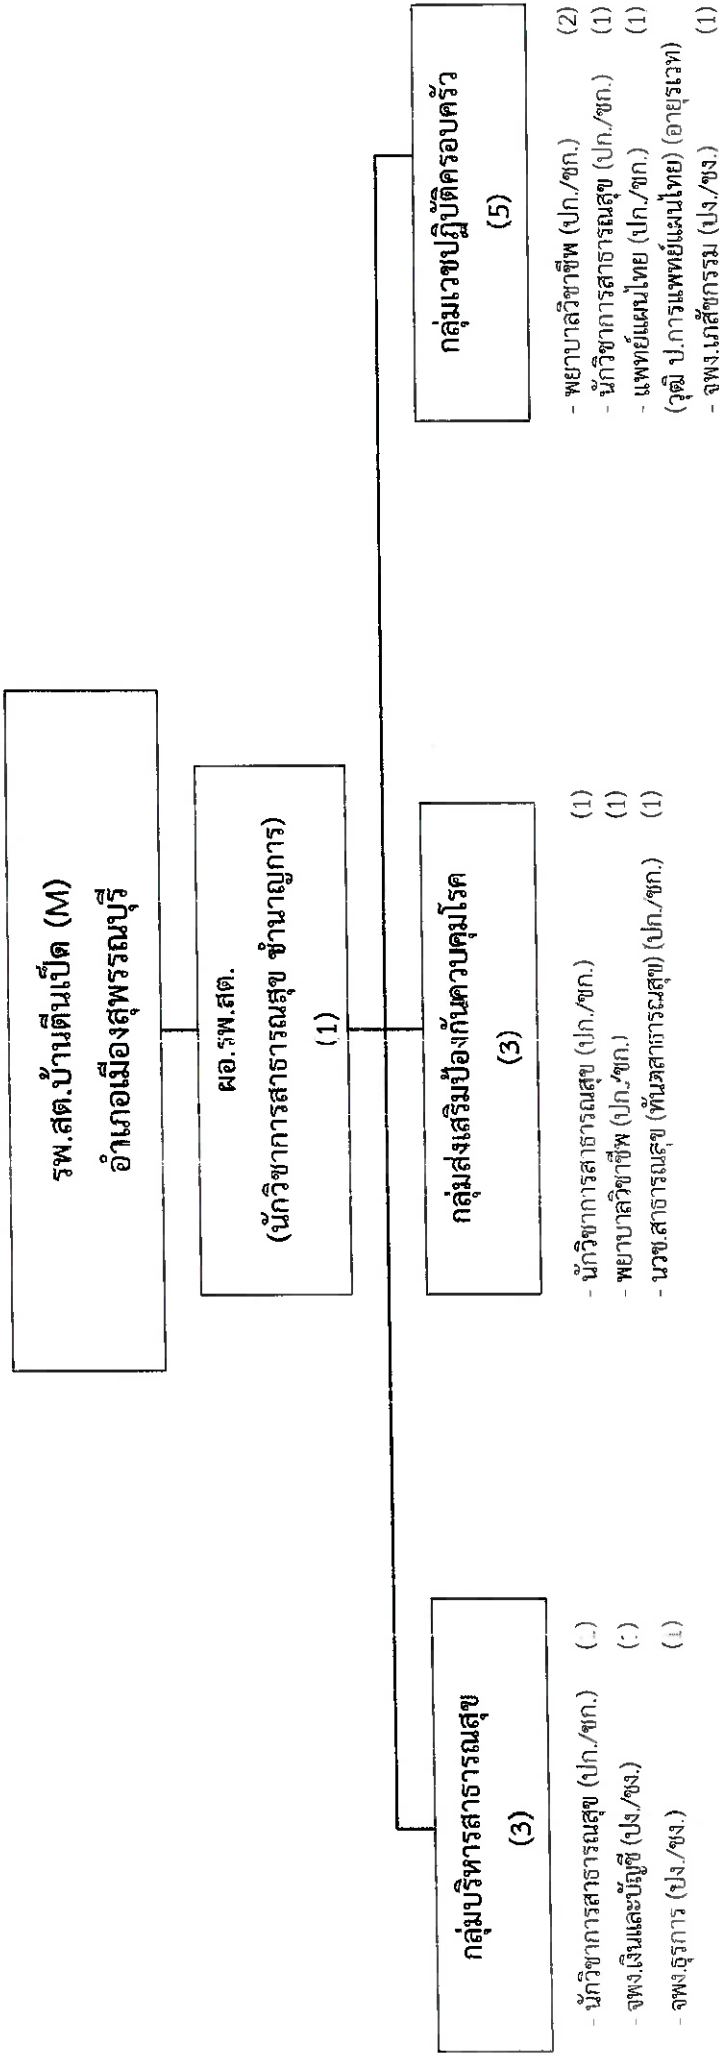 รพ.สต.บ้านตีนเป็ด (M)
อำเภอเมืองสุพรรณบุรี
ผอ.รพ.สต.
(นักวิชาการสาธารณสุข ชำนาญการ)
(1)
กลุ่มบริหารสาธารณสุข
(3)
- นักวิชาการสาธารณสุข (ปก./ชก.)
- จพง.เงินและบัญชี (ปง./ชง.)
- จพง.ธุรการ (ปง./ชง.) (1)
กลุ่มส่งเสริมป้องกันควบคุมโรค
(3)
- นักวิชาการสาธารณสุข (ปก./ชก.) (1)
- พยาบาลวิชาชีพ (ปก./ชก.) (1)
- นวช.สาธารณสุข (ทันตสาธารณสุข) (ปก./ชก.) (1)
กลุ่มเวชปฏิบัติครอบครัว
(5)
- พยาบาลวิชาชีพ (ปก./ชก.) (2)
- นักวิชาการสาธารณสุข (ปก./ชก.) (1)
- แพทย์แผนไทย (ปก./ชก.) (1)
(วุฒิ ป.การแพทย์แผนไทย) (อายุรเวท)
- จพง.เภสัชกรรม (ปง./ชง.) (1)